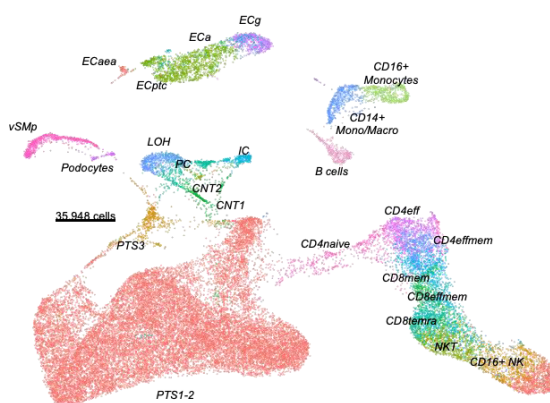 ECg
ECa
ECaea
ECptc
CD16+
Monocytes
CD14+
Mono/Macro
vSMp
LOH
IC
PC
Podocytes
B cells
CNT2
CNT1
35.948 cells
CD4eff
CD4naive
CD4effmem
PTS3
CD8mem
CD8effmem
CD8temra
NKT
CD16+ NK
PTS1-2